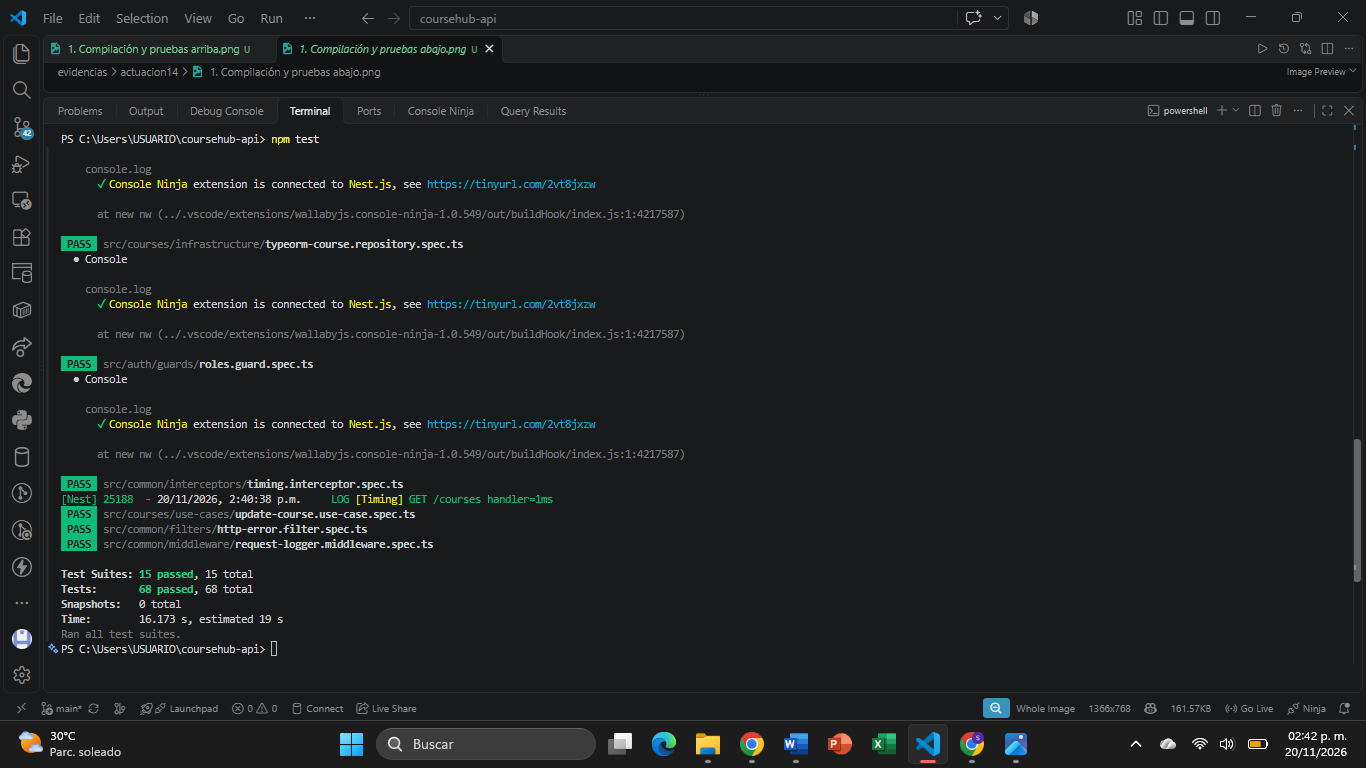 File Edit Selection View Go Run ··· coursehub-api
1. Compilación y pruebas arriba.png U 1. Compilación y pruebas abajo.png U
evidencias > actuacion14 > 1. Compilación y pruebas abajo.png Image Preview
Problems Output Debug Console Terminal Ports Console Ninja Query Results powershell
PS C:\Users\USUARIO\coursehub-api> npm test
console.log
✓ Console Ninja extension is connected to Nest.js, see https://tinyurl.com/2vt8jxzw
at new nw (../.vscode/extensions/wallabyjs.console-ninja-1.0.549/out/buildHook/index.js:1:4217587)
PASS src/courses/infrastructure/typeorm-course.repository.spec.ts
● Console
console.log
✓ Console Ninja extension is connected to Nest.js, see https://tinyurl.com/2vt8jxzw
at new nw (../.vscode/extensions/wallabyjs.console-ninja-1.0.549/out/buildHook/index.js:1:4217587)
PASS src/auth/guards/roles.guard.spec.ts
● Console
console.log
✓ Console Ninja extension is connected to Nest.js, see https://tinyurl.com/2vt8jxzw
at new nw (../.vscode/extensions/wallabyjs.console-ninja-1.0.549/out/buildHook/index.js:1:4217587)
PASS src/common/interceptors/timing.interceptor.spec.ts
[Nest] 25188 - 20/11/2026, 2:40:38 p.m. LOG [Timing] GET /courses handler=1ms
PASS src/courses/use-cases/update-course.use-case.spec.ts
PASS src/common/filters/http-error.filter.spec.ts
PASS src/common/middleware/request-logger.middleware.spec.ts
Test Suites: 15 passed, 15 total
Tests: 68 passed, 68 total
Snapshots: 0 total
Time: 16.173 s, estimated 19 s
Ran all test suites.
PS C:\Users\USUARIO\coursehub-api>
42
main* Launchpad 0 0 Connect Live Share Whole Image 1366x768 161.57KB Go Live Ninja
30°C
Parc. soleado
Buscar
02:42 p. m.
20/11/2026